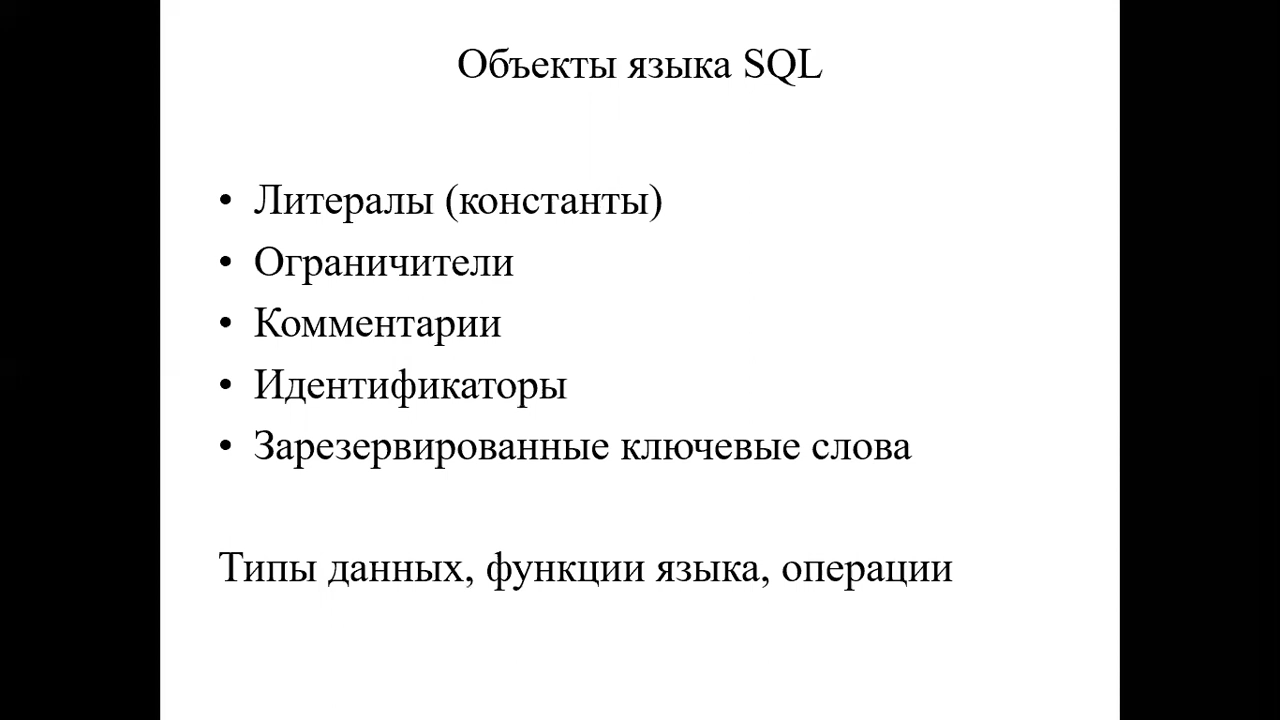 Объекты языка SQL
• Литералы (константы)
• Ограничители
• Комментарии
• Идентификаторы
• Зарезервированные ключевые слова
Типы данных, функции языка, операции